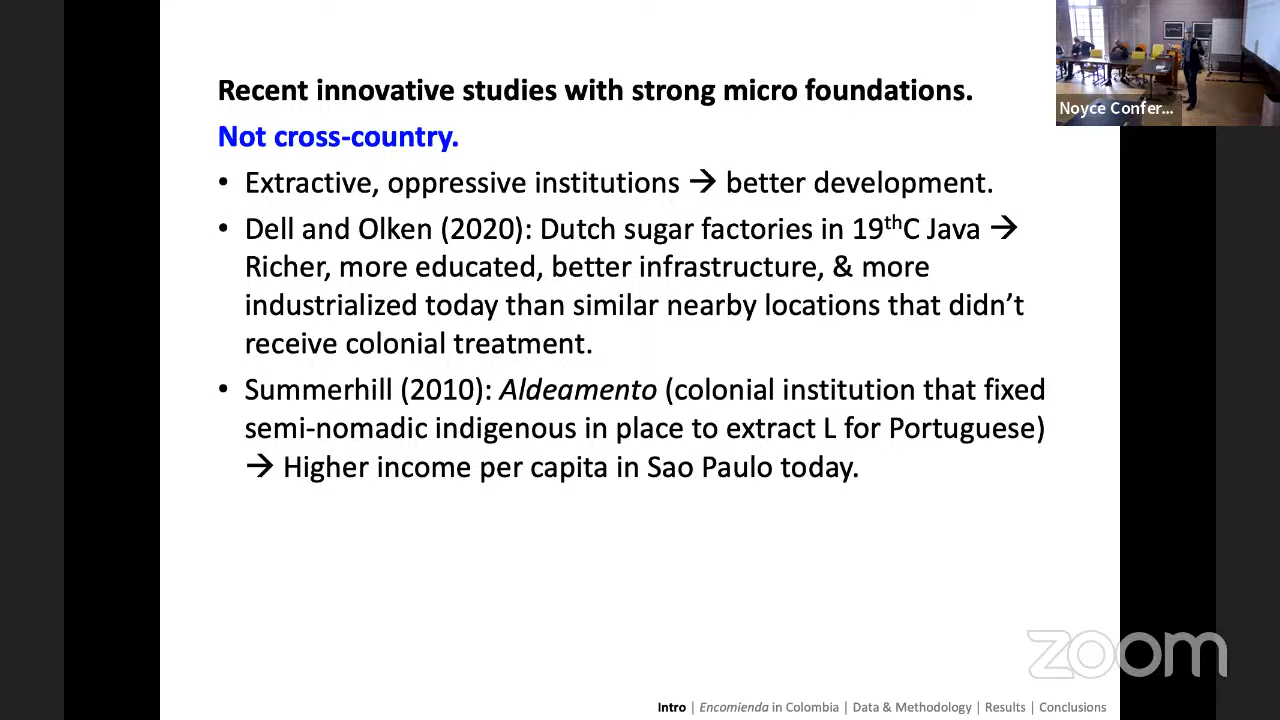 Recent innovative studies with strong micro foundations.
Not cross-country.
• Extractive, oppressive institutions → better development.
• Dell and Olken (2020): Dutch sugar factories in 19thC Java →
Richer, more educated, better infrastructure, & more
industrialized today than similar nearby locations that didn’t
receive colonial treatment.
• Summerhill (2010): Aldeamento (colonial institution that fixed
semi-nomadic indigenous in place to extract L for Portuguese)
→ Higher income per capita in Sao Paulo today.
Noyce Confer...
zoom
Intro | Encomienda in Colombia | Data & Methodology | Results | Conclusions